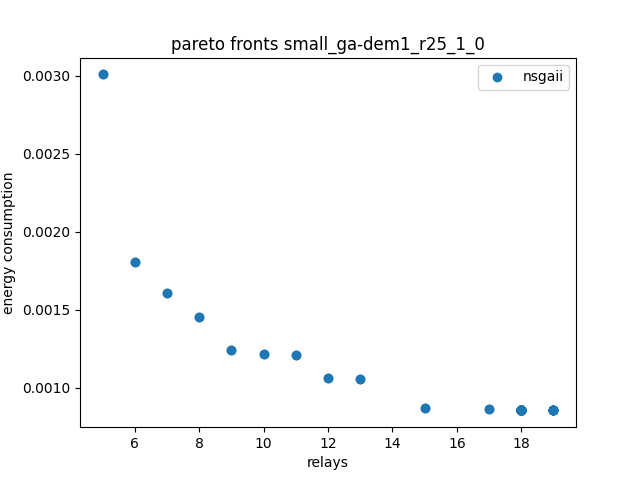 pareto fronts small_ga-dem1_r25_1_0
nsgaii
0.0030
0.0025
0.0020
0.0015
0.0010
energy consumption
6 8 10 12 14 16 18
relays